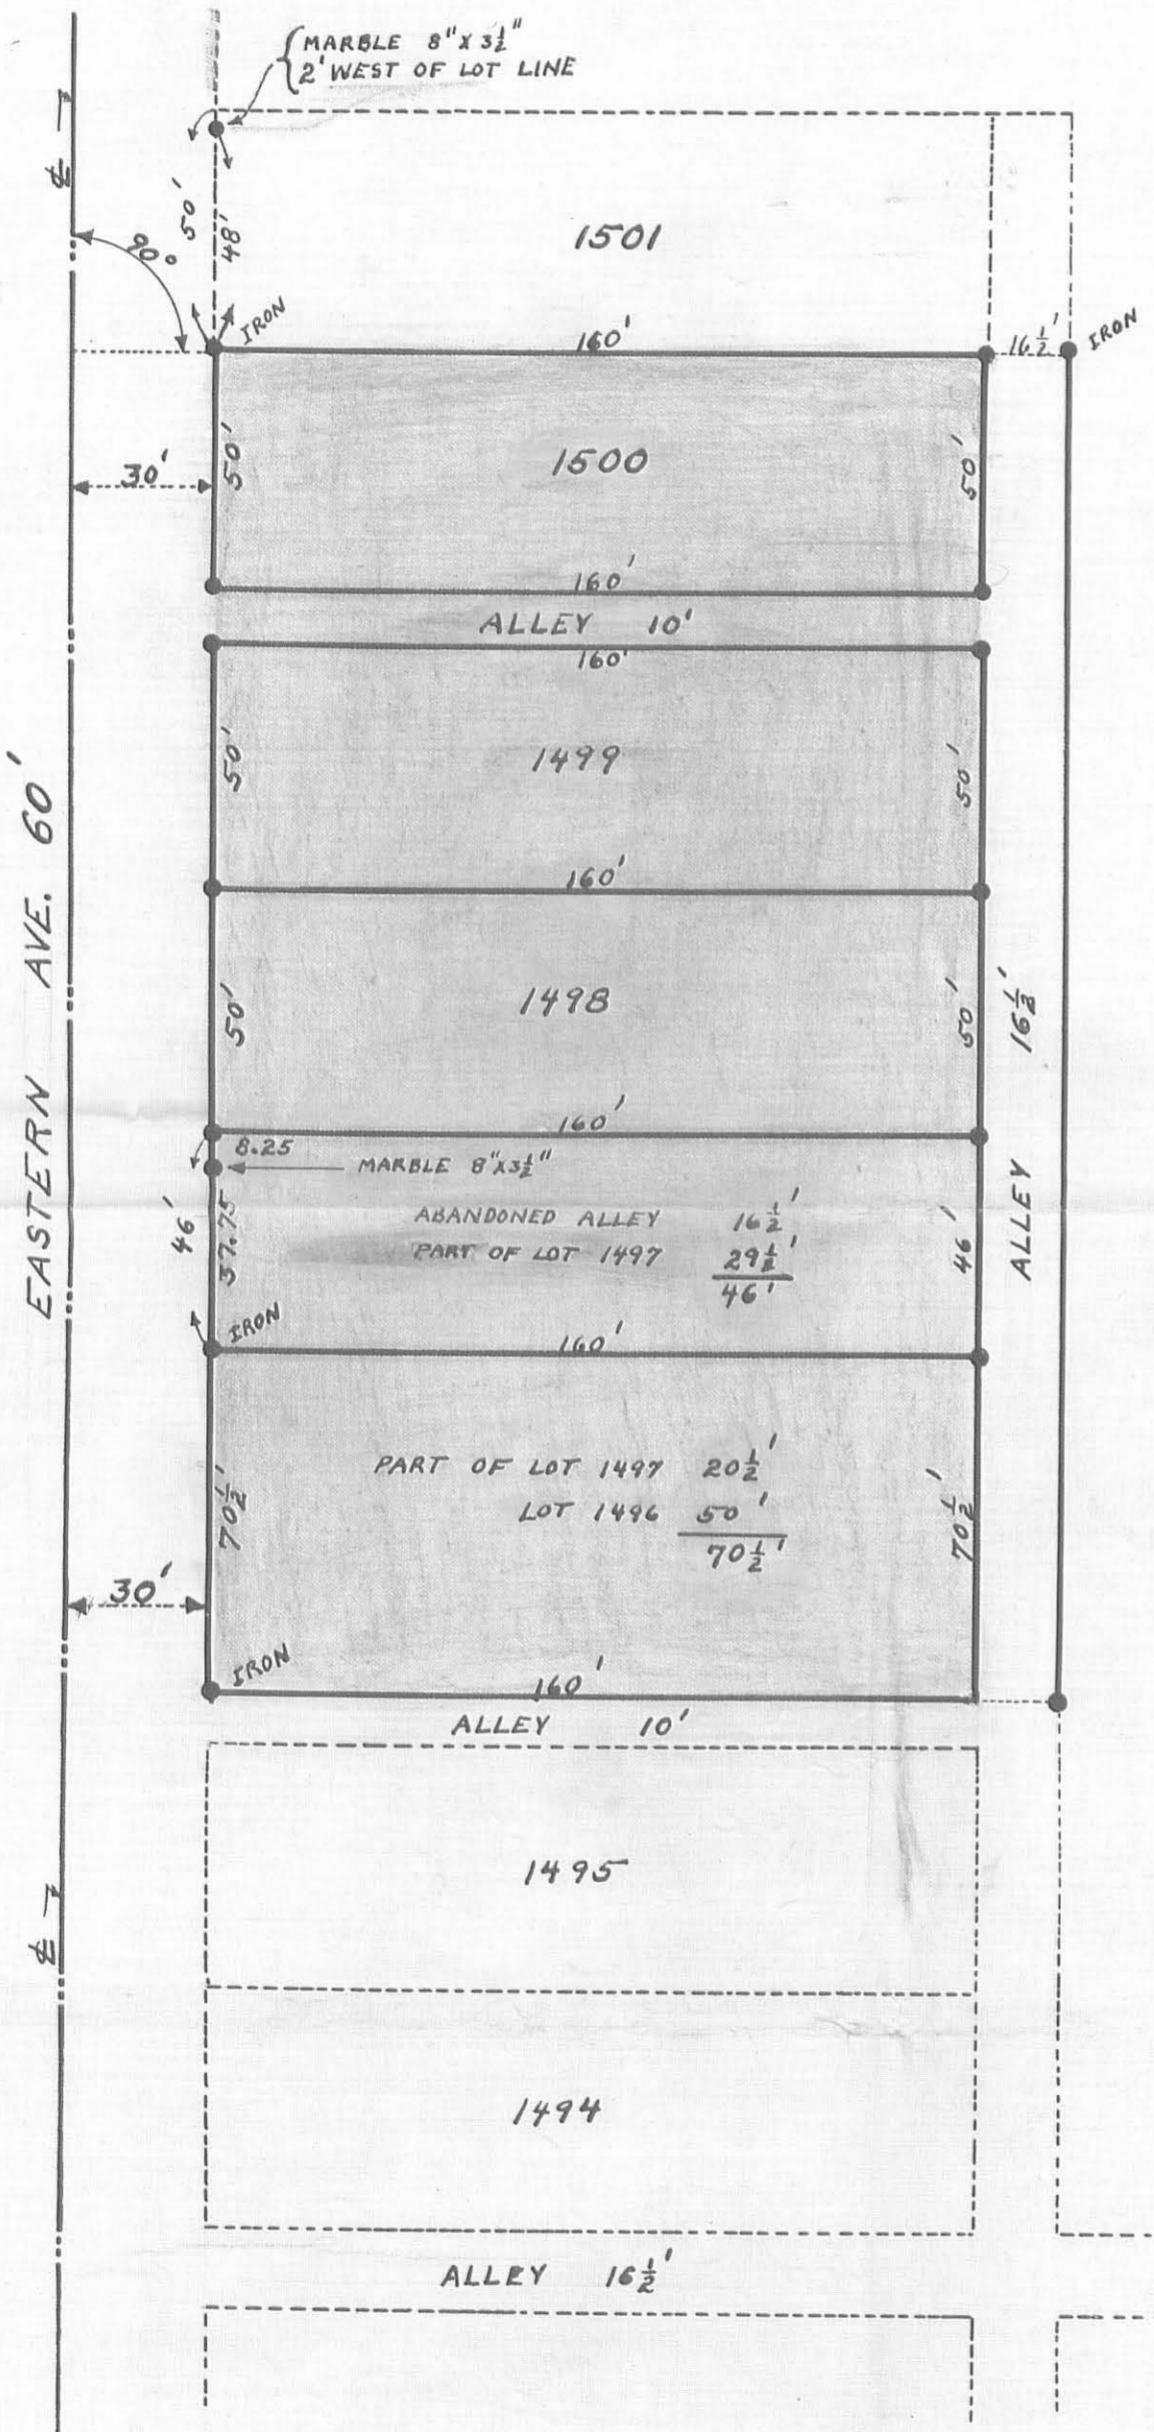 MARBLE 8" X 3½"
2' WEST OF LOT LINE
℄
90°
50'
48'
1501
IRON
160'
16½'
IRON
30'
50'
1500
50'
160'
ALLEY 10'
160'
50'
1499
50'
160'
EASTERN AVE. 60'
50'
1498
50'
ALLEY 16½'
160'
8.25
MARBLE 8" X 3½"
46'
37.75
ABANDONED ALLEY 16½'
PART OF LOT 1497 29½'
46'
46'
IRON
160'
70½'
PART OF LOT 1497 20½'
LOT 1496 50'
70½'
70½'
30'
IRON
160'
ALLEY 10'
1495
℄
1494
ALLEY 16½'